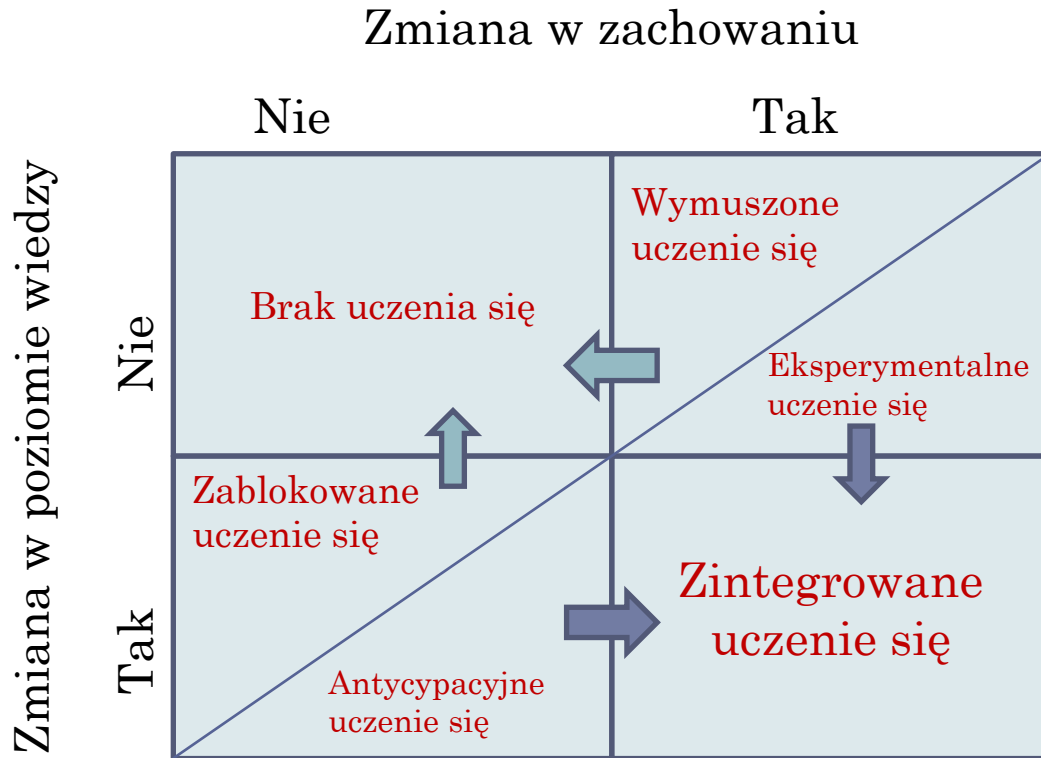 Zmiana w zachowaniu
Nie
Tak
Zmiana w poziomie wiedzy
Nie
Tak
Brak uczenia się
Wymuszone
uczenie się
Eksperymentalne
uczenie się
Zablokowane
uczenie się
Antycypacyjne
uczenie się
Zintegrowane
uczenie się